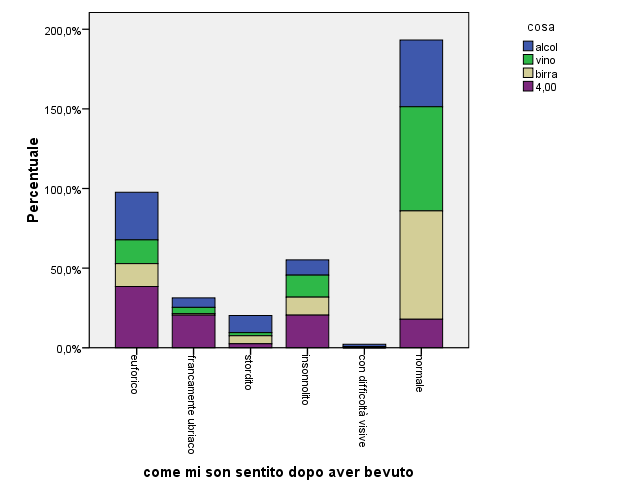 cosa
alcol
vino
birra
4,00
200,0%
150,0%
100,0%
50,0%
0,0%
Percentuale
euforico
francamente ubriaco
stordito
insonnolito
con difficoltà visive
normale
come mi son sentito dopo aver bevuto